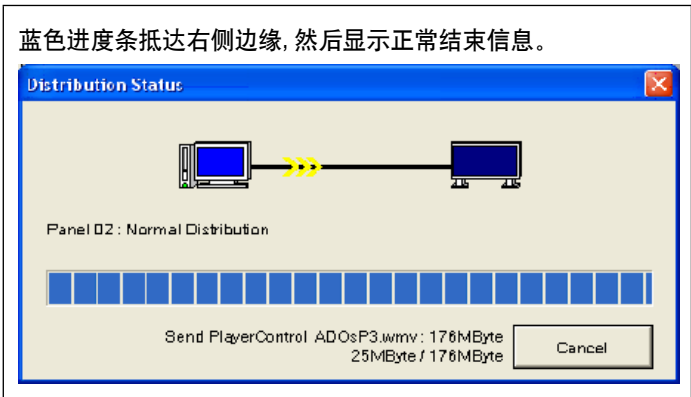 蓝色进度条抵达右侧边缘, 然后显示正常结束信息。
Distribution Status
Panel 02 : Normal Distribution
Send PlayerControl ADOsP3.wmv : 176MByte
25MByte / 176MByte
Cancel